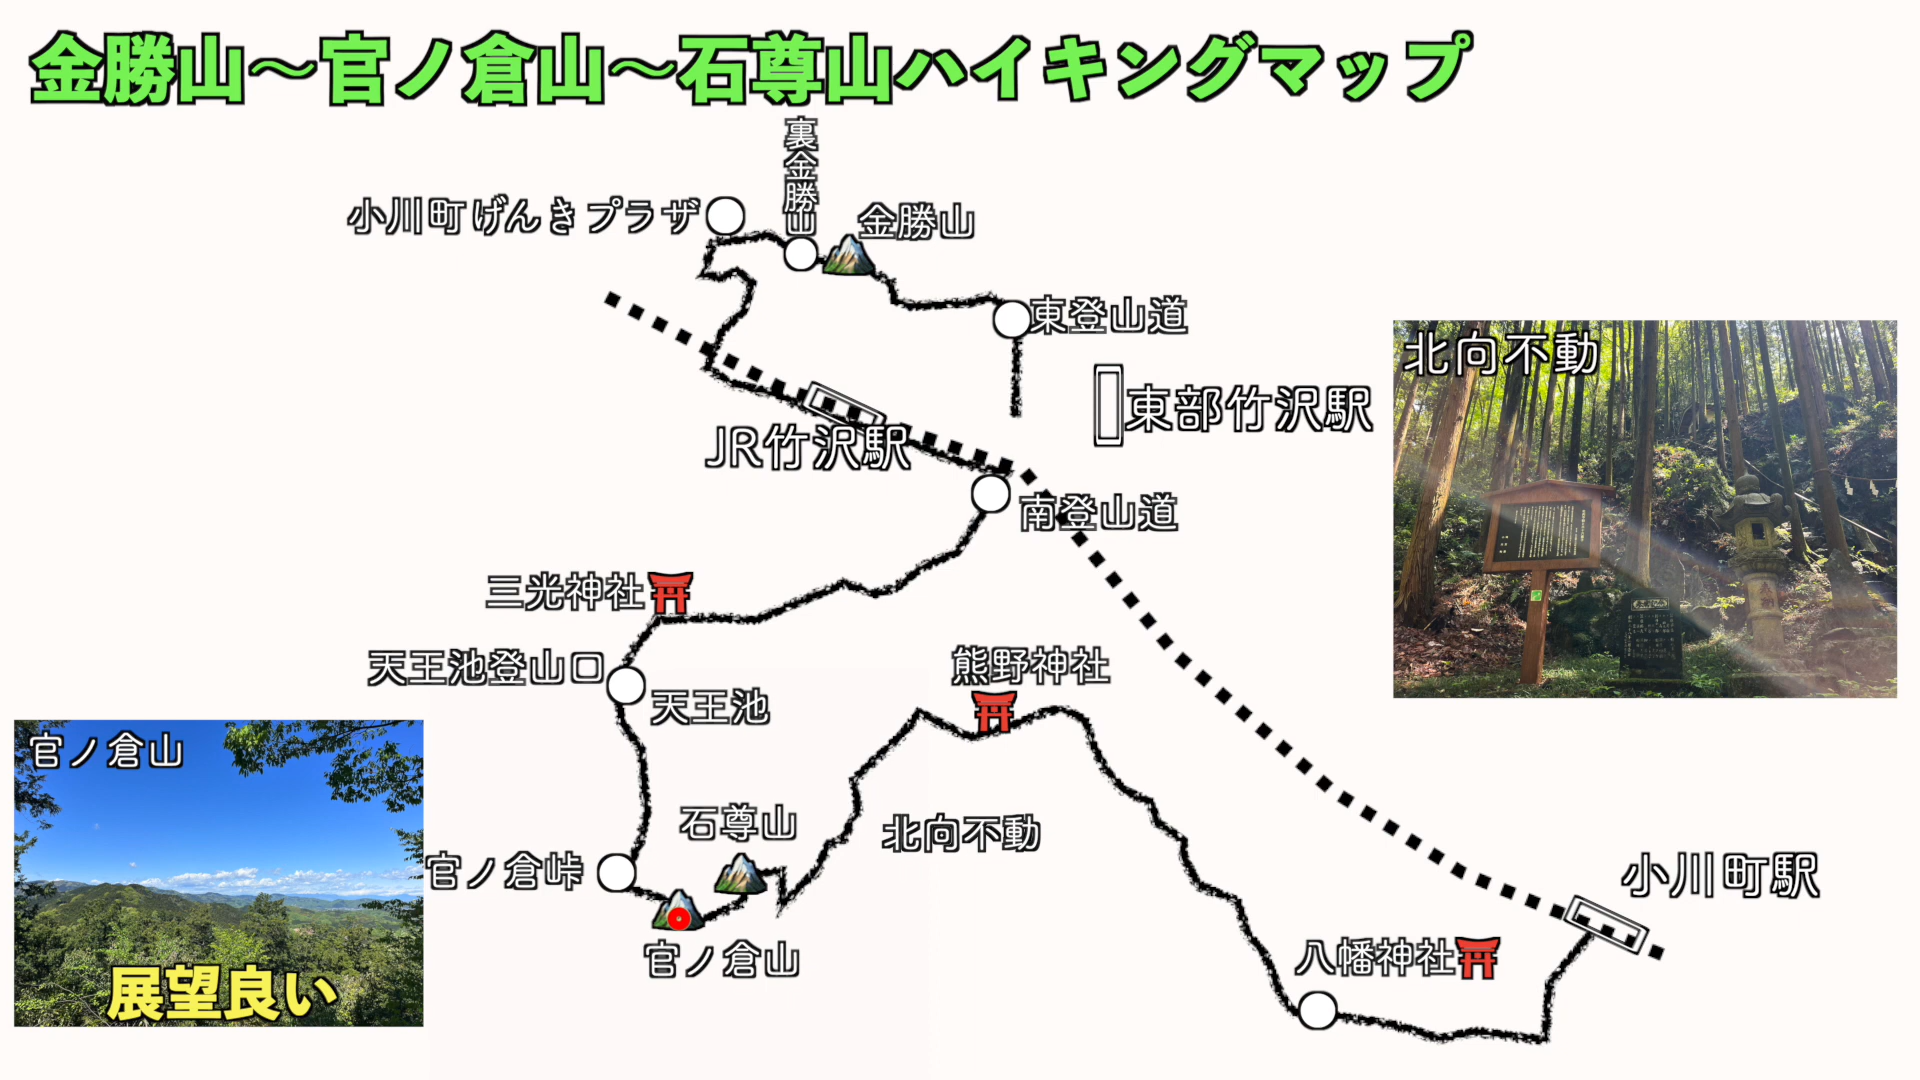 金勝山～官ノ倉山～石尊山ハイキングマップ
裏金勝山
小川町げんきプラザ
金勝山
東登山道
東部竹沢駅
JR竹沢駅
南登山道
北向不動
三光神社
天王池登山口
天王池
熊野神社
官ノ倉山
展望良い
石尊山
北向不動
官ノ倉峠
官ノ倉山
小川町駅
八幡神社